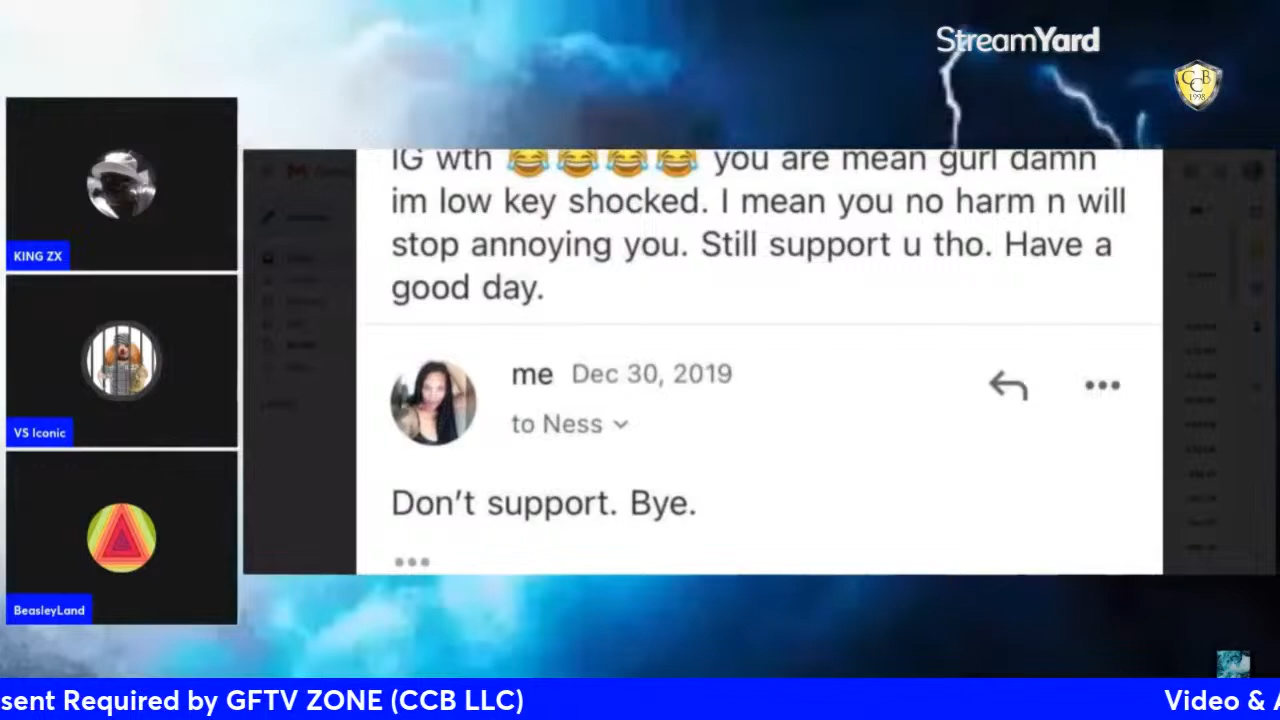 StreamYard
CCB
1998
KING ZX
VS Iconic
BeasleyLand
IG wth 😂😂😂😂 you are mean gurl damn
im low key shocked. I mean you no harm n will
stop annoying you. Still support u tho. Have a
good day.
me Dec 30, 2019
to Ness
Don't support. Bye.
sent Required by GFTV ZONE (CCB LLC) Video & A